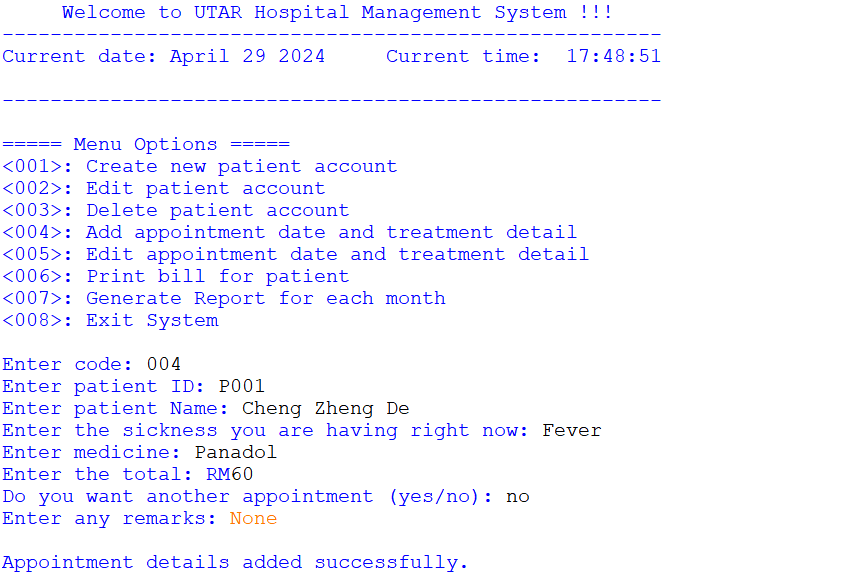 Welcome to UTAR Hospital Management System !!!
-------------------------------------------------------
Current date: April 29 2024     Current time:  17:48:51
-------------------------------------------------------
===== Menu Options =====
<001>: Create new patient account
<002>: Edit patient account
<003>: Delete patient account
<004>: Add appointment date and treatment detail
<005>: Edit appointment date and treatment detail
<006>: Print bill for patient
<007>: Generate Report for each month
<008>: Exit System
Enter code: 004
Enter patient ID: P001
Enter patient Name: Cheng Zheng De
Enter the sickness you are having right now: Fever
Enter medicine: Panadol
Enter the total: RM60
Do you want another appointment (yes/no): no
Enter any remarks: None
Appointment details added successfully.